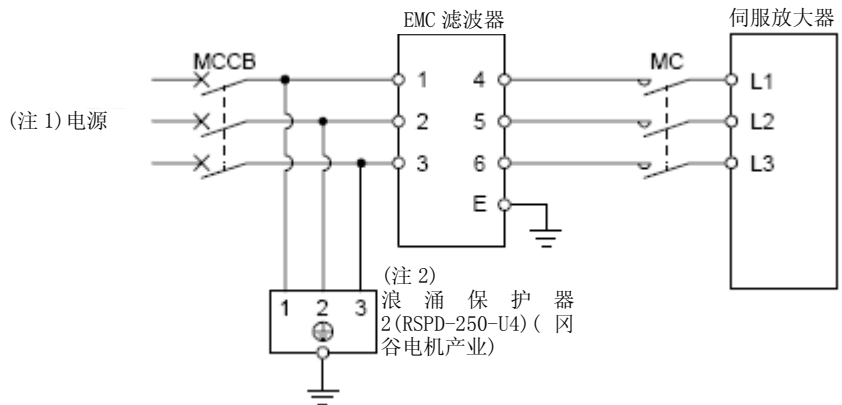 EMC 滤波器
伺服放大器
MCCB
MC
1 4
L1
(注 1)电源
2 5
L2
3 6
L3
E
(注 2)
1 2 3
浪涌保护器
2(RSPD-250-U4)( 冈
谷电机产业)